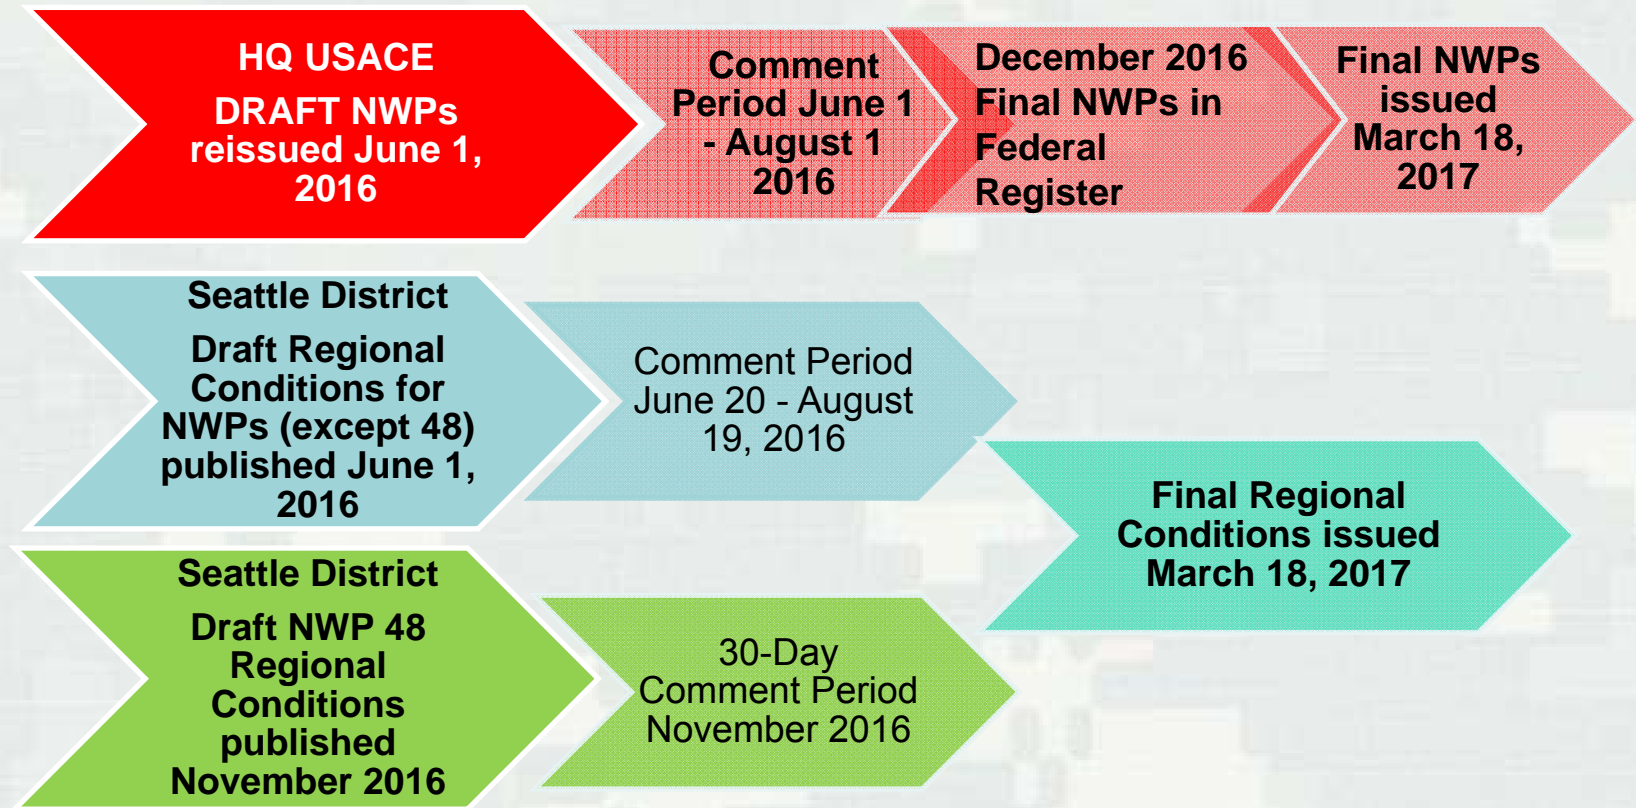 HQ USACE
DRAFT NWPs
reissued June 1,
2016
Comment
Period June 1
- August 1
2016
December 2016
Final NWPs in
Federal
Register
Final NWPs
issued
March 18,
2017
Seattle District
Draft Regional
Conditions for
NWPs (except 48)
published June 1,
2016
Comment Period
June 20 - August
19, 2016
Seattle District
Draft NWP 48
Regional
Conditions
published
November 2016
30-Day
Comment Period
November 2016
Final Regional
Conditions issued
March 18, 2017